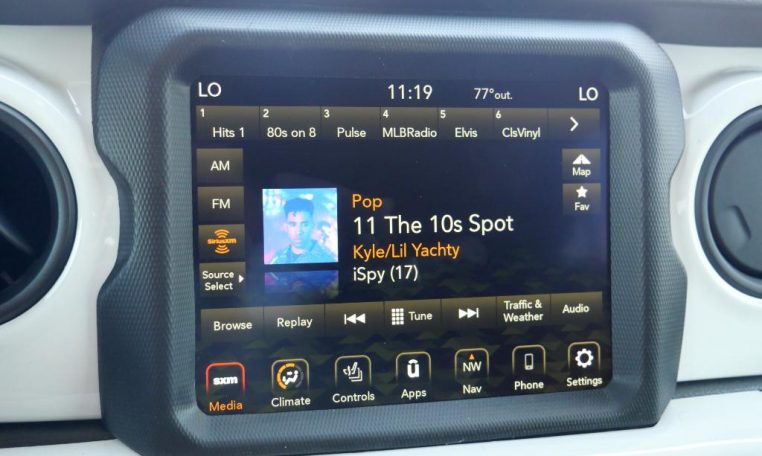 LO 11:19 77°out. LO
1 Hits 1
2 80s on 8
3 Pulse
4 MLBRadio
5 Elvis
6 ClsVinyl
AM
Map
FM
Fav
SiriusXM
Source
Select
Pop
11 The 10s Spot
Kyle/Lil Yachty
iSpy (17)
Browse
Replay
Tune
Traffic &
Weather
Audio
sxm
Media
Climate
Controls
û
Apps
NW
Nav
Phone
Settings